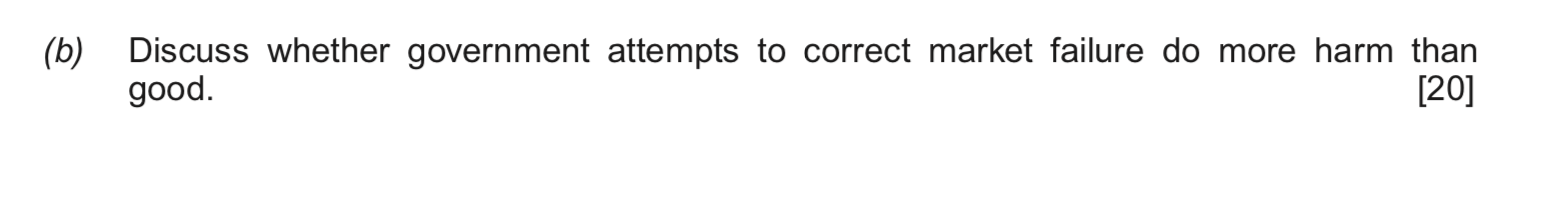 (b) Discuss whether government attempts to correct market failure do more harm than
good. [20]